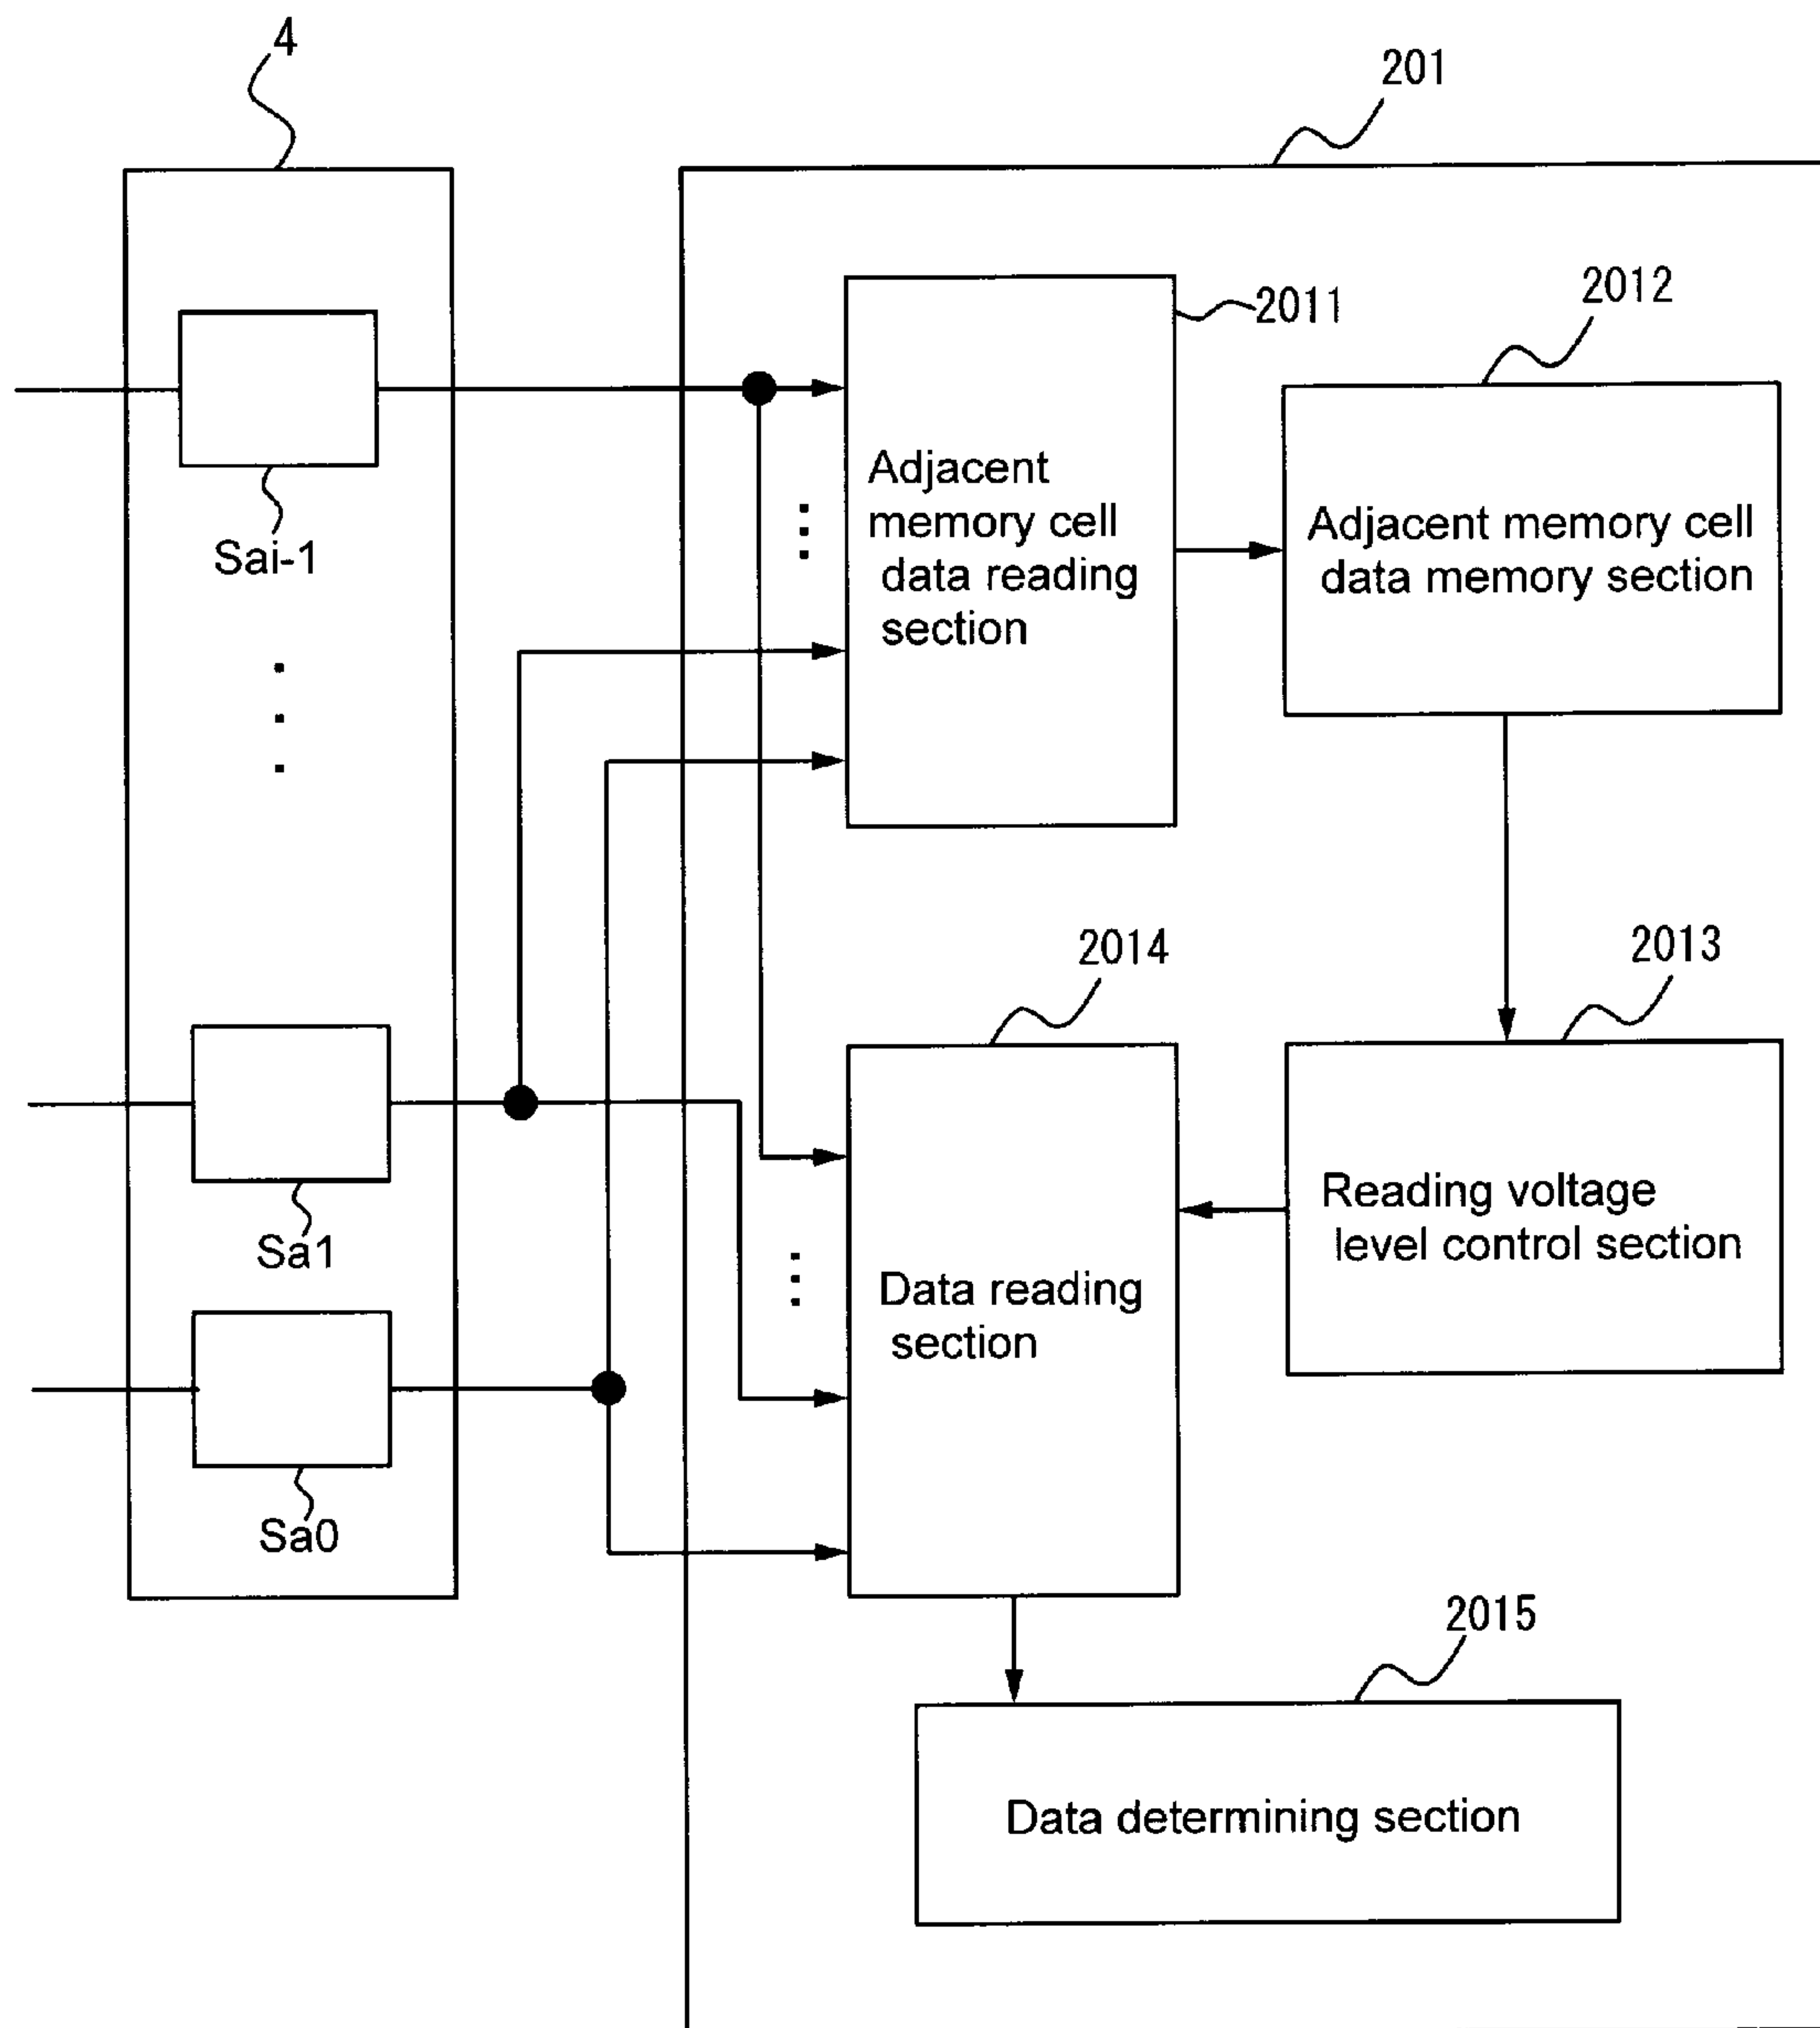 4
201
2011
2012
Adjacent
memory cell
data reading
section
Adjacent memory cell
data memory section
Sai-1
2014
2013
Data reading
section
Reading voltage
level control section
Sa1
Sa0
2015
Data determining section